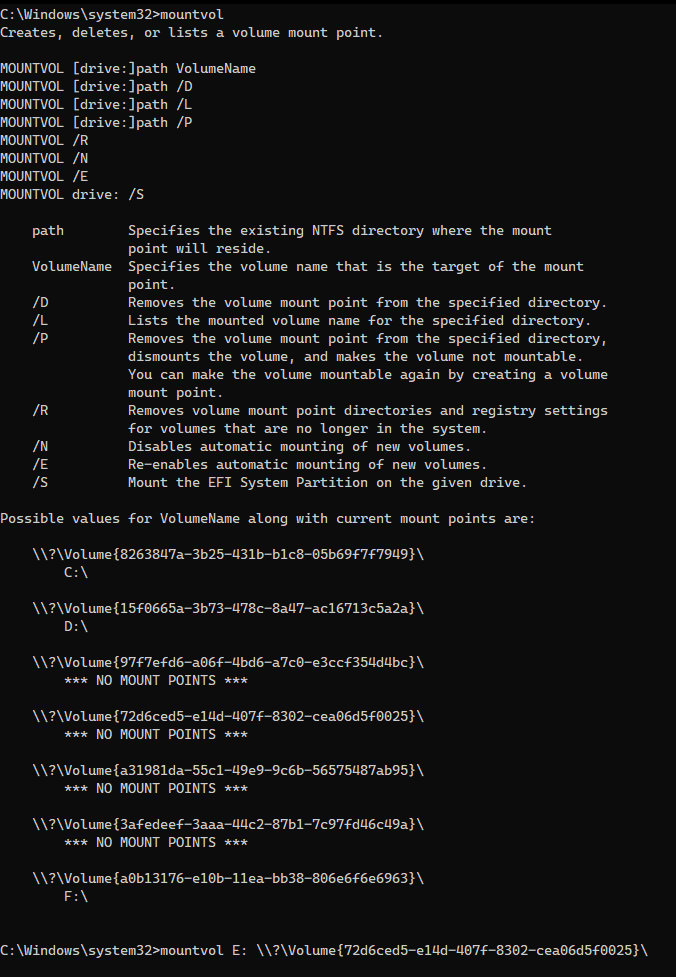 C:\Windows\system32>mountvol
Creates, deletes, or lists a volume mount point.
MOUNTVOL [drive:]path VolumeName
MOUNTVOL [drive:]path /D
MOUNTVOL [drive:]path /L
MOUNTVOL [drive:]path /P
MOUNTVOL /R
MOUNTVOL /N
MOUNTVOL /E
MOUNTVOL drive: /S
path        Specifies the existing NTFS directory where the mount
point will reside.
VolumeName  Specifies the volume name that is the target of the mount
point.
/D          Removes the volume mount point from the specified directory.
/L          Lists the mounted volume name for the specified directory.
/P          Removes the volume mount point from the specified directory,
dismounts the volume, and makes the volume not mountable.
You can make the volume mountable again by creating a volume
mount point.
/R          Removes volume mount point directories and registry settings
for volumes that are no longer in the system.
/N          Disables automatic mounting of new volumes.
/E          Re-enables automatic mounting of new volumes.
/S          Mount the EFI System Partition on the given drive.
Possible values for VolumeName along with current mount points are:
\\?\Volume{8263847a-3b25-431b-b1c8-05b69f7f7949}\
C:\
\\?\Volume{15f0665a-3b73-478c-8a47-ac16713c5a2a}\
D:\
\\?\Volume{97f7efd6-a06f-4bd6-a7c0-e3ccf354d4bc}\
*** NO MOUNT POINTS ***
\\?\Volume{72d6ced5-e14d-407f-8302-cea06d5f0025}\
*** NO MOUNT POINTS ***
\\?\Volume{a31981da-55c1-49e9-9c6b-56575487ab95}\
*** NO MOUNT POINTS ***
\\?\Volume{3afedeef-3aaa-44c2-87b1-7c97fd46c49a}\
*** NO MOUNT POINTS ***
\\?\Volume{a0b13176-e10b-11ea-bb38-806e6f6e6963}\
F:\
C:\Windows\system32>mountvol E: \\?\Volume{72d6ced5-e14d-407f-8302-cea06d5f0025}\